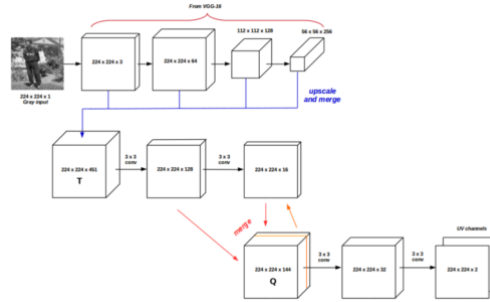 From VGG-16
112 x 112 x 128
56 x 56 x 256
224 x 224 x 3
224 x 224 x 64
224 x 224 x 1
Gray input
upscale
and merge
224 x 224 x 451
T
3 x 3
conv
224 x 224 x 128
3 x 3
conv
224 x 224 x 16
merge
UV channels
224 x 224 x 144
Q
3 x 3
conv
224 x 224 x 32
3 x 3
conv
224 x 224 x 2